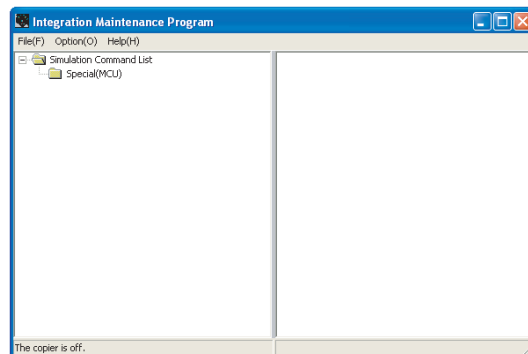 Integration Maintenance Program
File(F) Option(O) Help(H)
Simulation Command List
Special(MCU)
The copier is off.